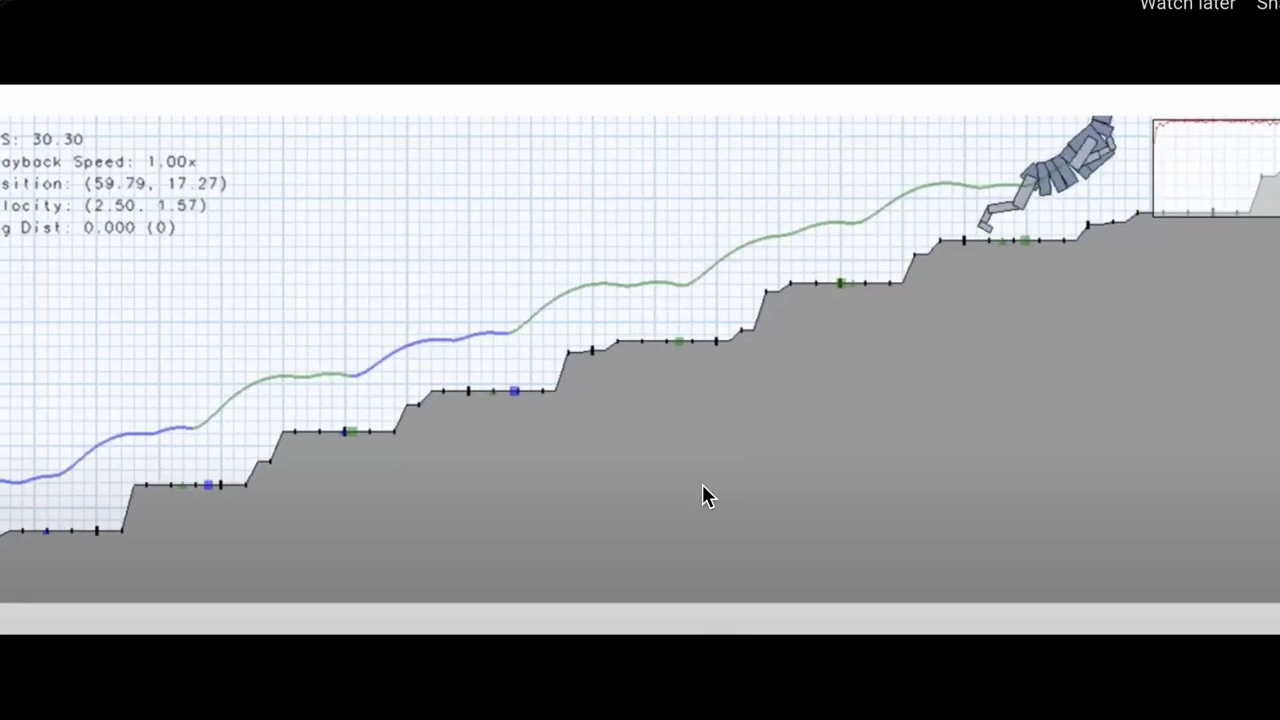 Watch later Sh
S: 30.30
ayback Speed: 1.00x
sition: (59.79, 17.27)
locity: (2.50, 1.57)
g Dist: 0.000 (0)